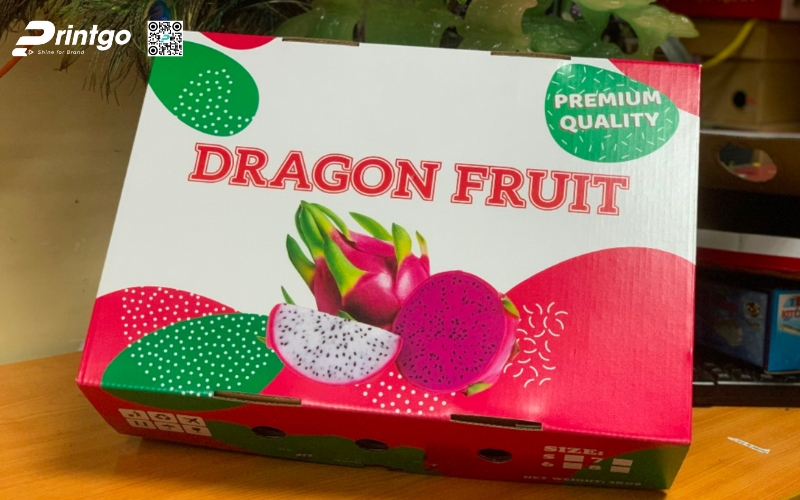 Printgo
Shine for Brand
PREMIUM
QUALITY
DRAGON FRUIT
SIZE: